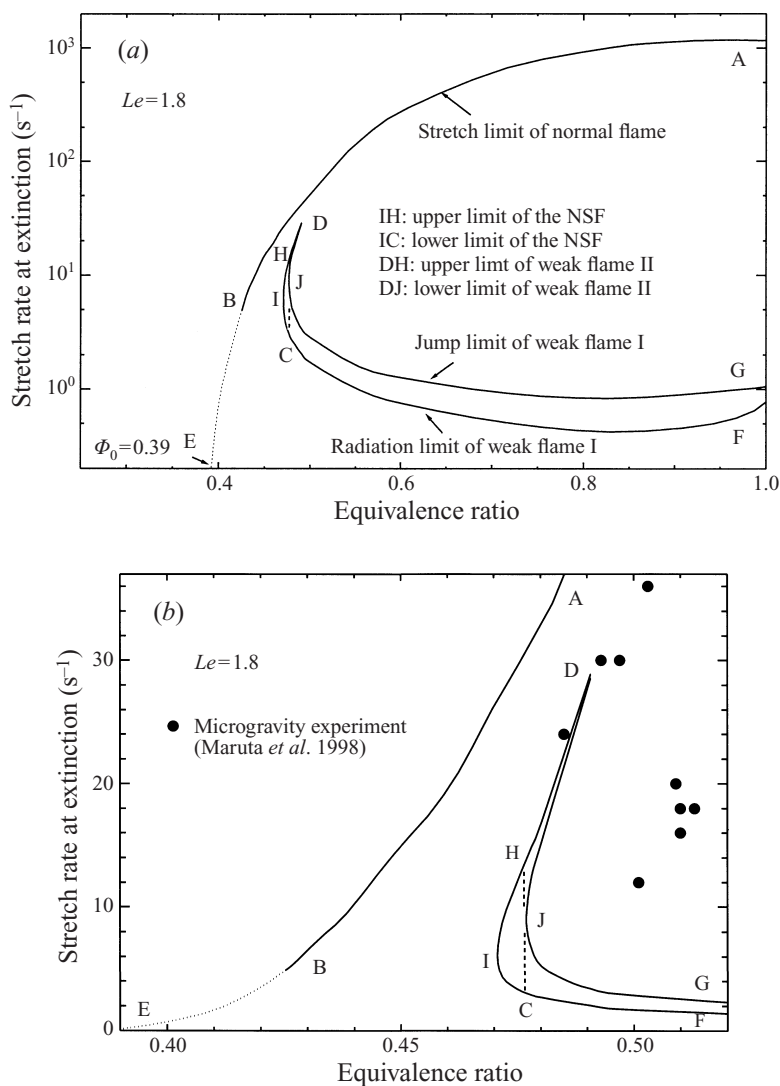 (a)
10³
A
Le=1.8
Stretch limit of normal flame
10²
D
IH: upper limit of the NSF
IC: lower limit of the NSF
DH: upper limt of weak flame II
DJ: lower limit of weak flame II
H
10¹
J
B
I
C
Jump limit of weak flame I
G
10⁰
E
F
Φ₀=0.39
Radiation limit of weak flame I
Stretch rate at extinction (s⁻¹)
0.4
0.6
0.8
1.0
Equivalence ratio
(b)
A
Le=1.8
30
D
Microgravity experiment
(Maruta et al. 1998)
20
H
10
J
I
B
G
E
C
F
0
Stretch rate at extinction (s⁻¹)
0.40
0.45
0.50
Equivalence ratio